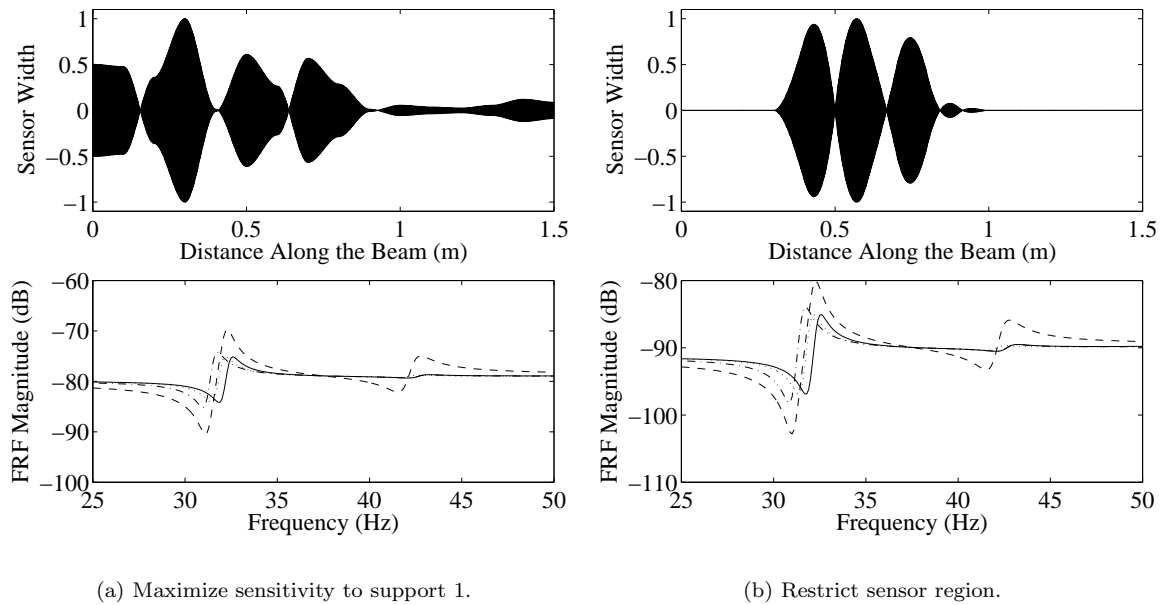 1
0.5
0
−0.5
−1
Sensor Width
0 0.5 1 1.5
Distance Along the Beam (m)
1
0.5
0
−0.5
−1
Sensor Width
0 0.5 1 1.5
Distance Along the Beam (m)
−60
−70
−80
−90
−100
FRF Magnitude (dB)
25 30 35 40 45 50
Frequency (Hz)
−80
−90
−100
−110
FRF Magnitude (dB)
25 30 35 40 45 50
Frequency (Hz)
(a) Maximize sensitivity to support 1.
(b) Restrict sensor region.